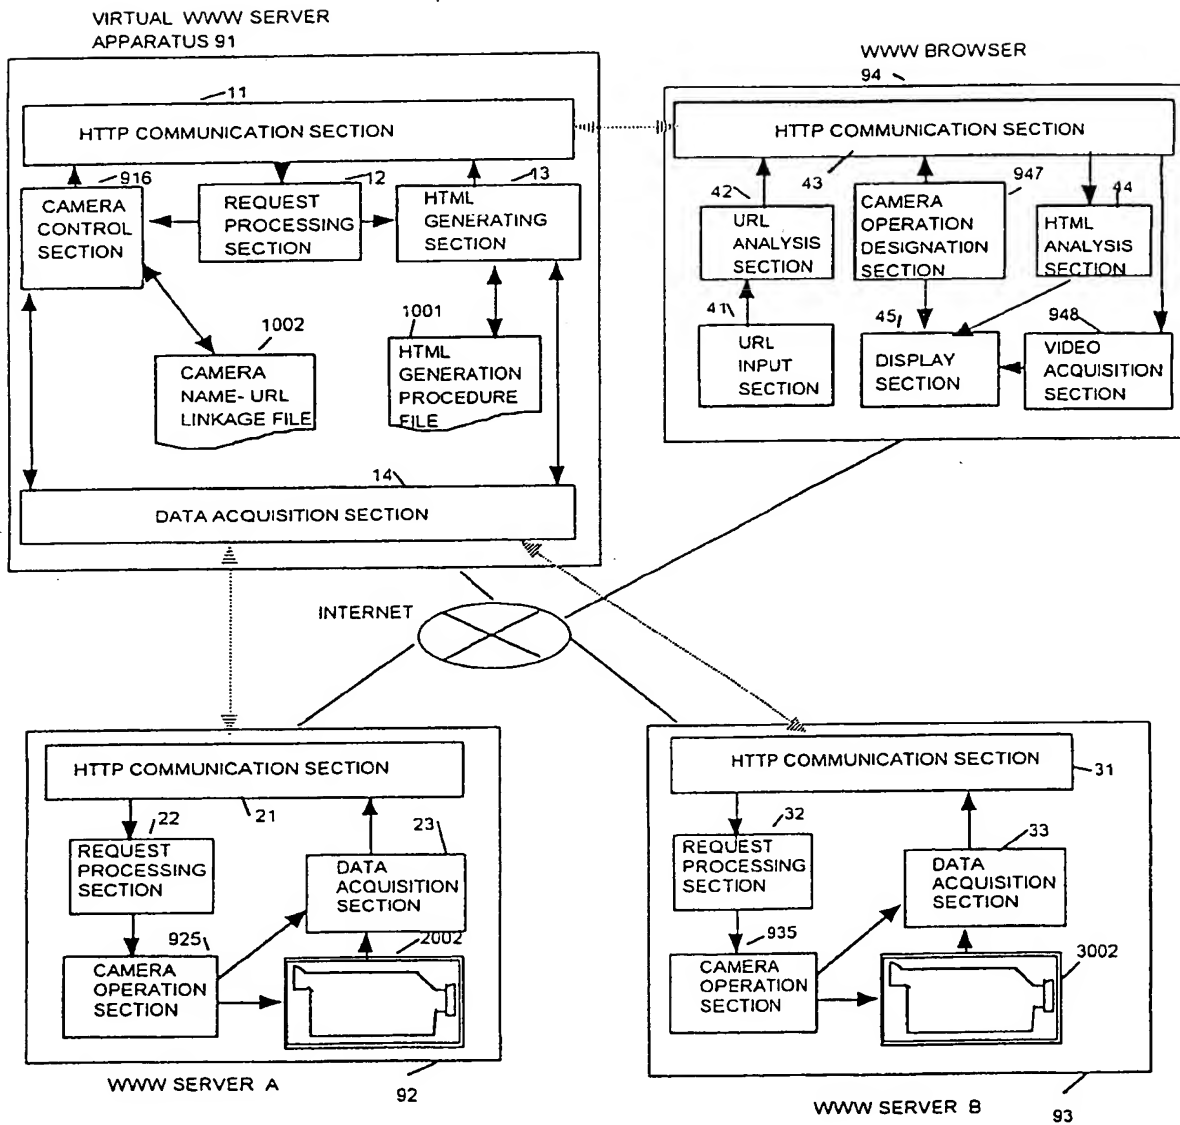 VIRTUAL WWW SERVER
APPARATUS 91
11
HTTP COMMUNICATION SECTION
916
CAMERA
CONTROL
SECTION
12
REQUEST
PROCESSING
SECTION
13
HTML
GENERATING
SECTION
1002
CAMERA
NAME- URL
LINKAGE FILE
1001
HTML
GENERATION
PROCEDURE
FILE
14
DATA ACQUISITION SECTION
WWW BROWSER
94
HTTP COMMUNICATION SECTION
43
42
URL
ANALYSIS
SECTION
947
CAMERA
OPERATION
DESIGNATION
SECTION
44
HTML
ANALYSIS
SECTION
41
URL
INPUT
SECTION
45
DISPLAY
SECTION
948
VIDEO
ACQUISITION
SECTION
INTERNET
HTTP COMMUNICATION SECTION
21
22
REQUEST
PROCESSING
SECTION
23
DATA
ACQUISITION
SECTION
925
CAMERA
OPERATION
SECTION
2002
WWW SERVER A
92
HTTP COMMUNICATION SECTION
31
32
REQUEST
PROCESSING
SECTION
33
DATA
ACQUISITION
SECTION
935
CAMERA
OPERATION
SECTION
3002
WWW SERVER B
93